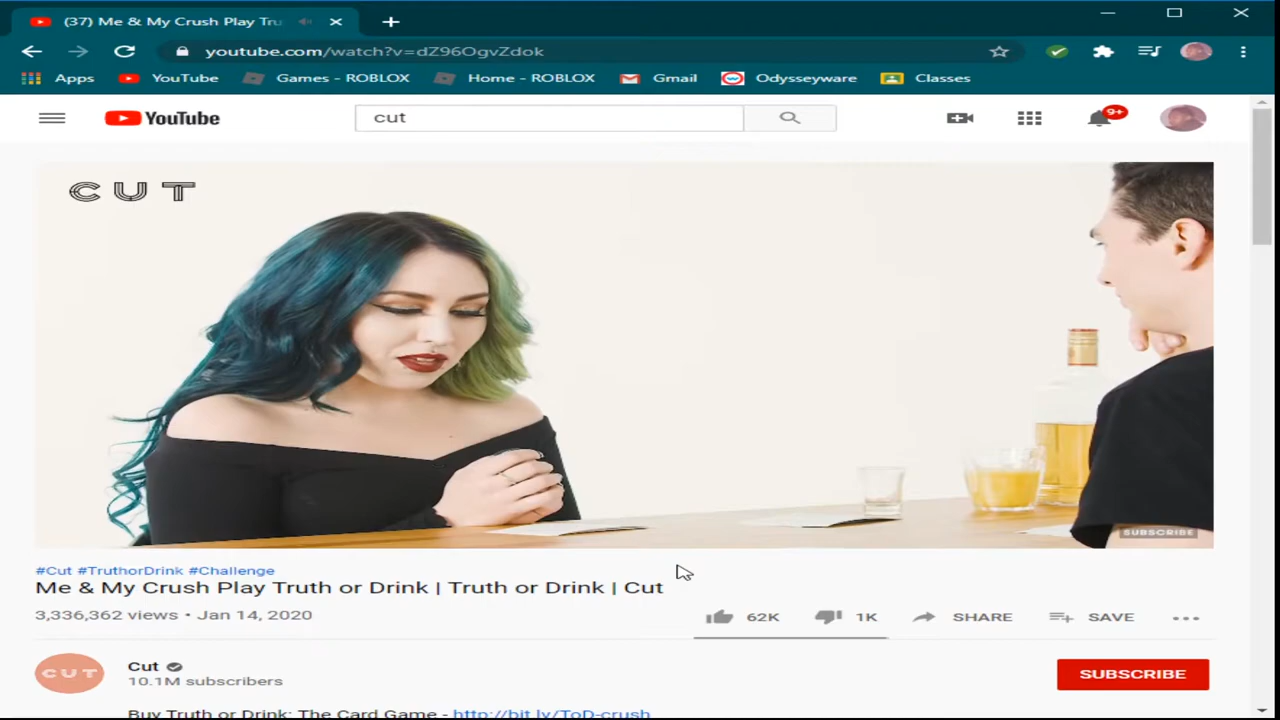 (37) Me & My Crush Play Tru
youtube.com/watch?v=dZ96OgvZdok
Apps YouTube Games - ROBLOX Home - ROBLOX Gmail Odysseyware Classes
YouTube cut 9+
CUT
SUBSCRIBE
#Cut #TruthorDrink #Challenge
Me & My Crush Play Truth or Drink | Truth or Drink | Cut
3,336,362 views • Jan 14, 2020
62K 1K SHARE SAVE
CUT
Cut
10.1M subscribers
SUBSCRIBE
Buy Truth or Drink: The Card Game - http://bit.ly/ToD-crush